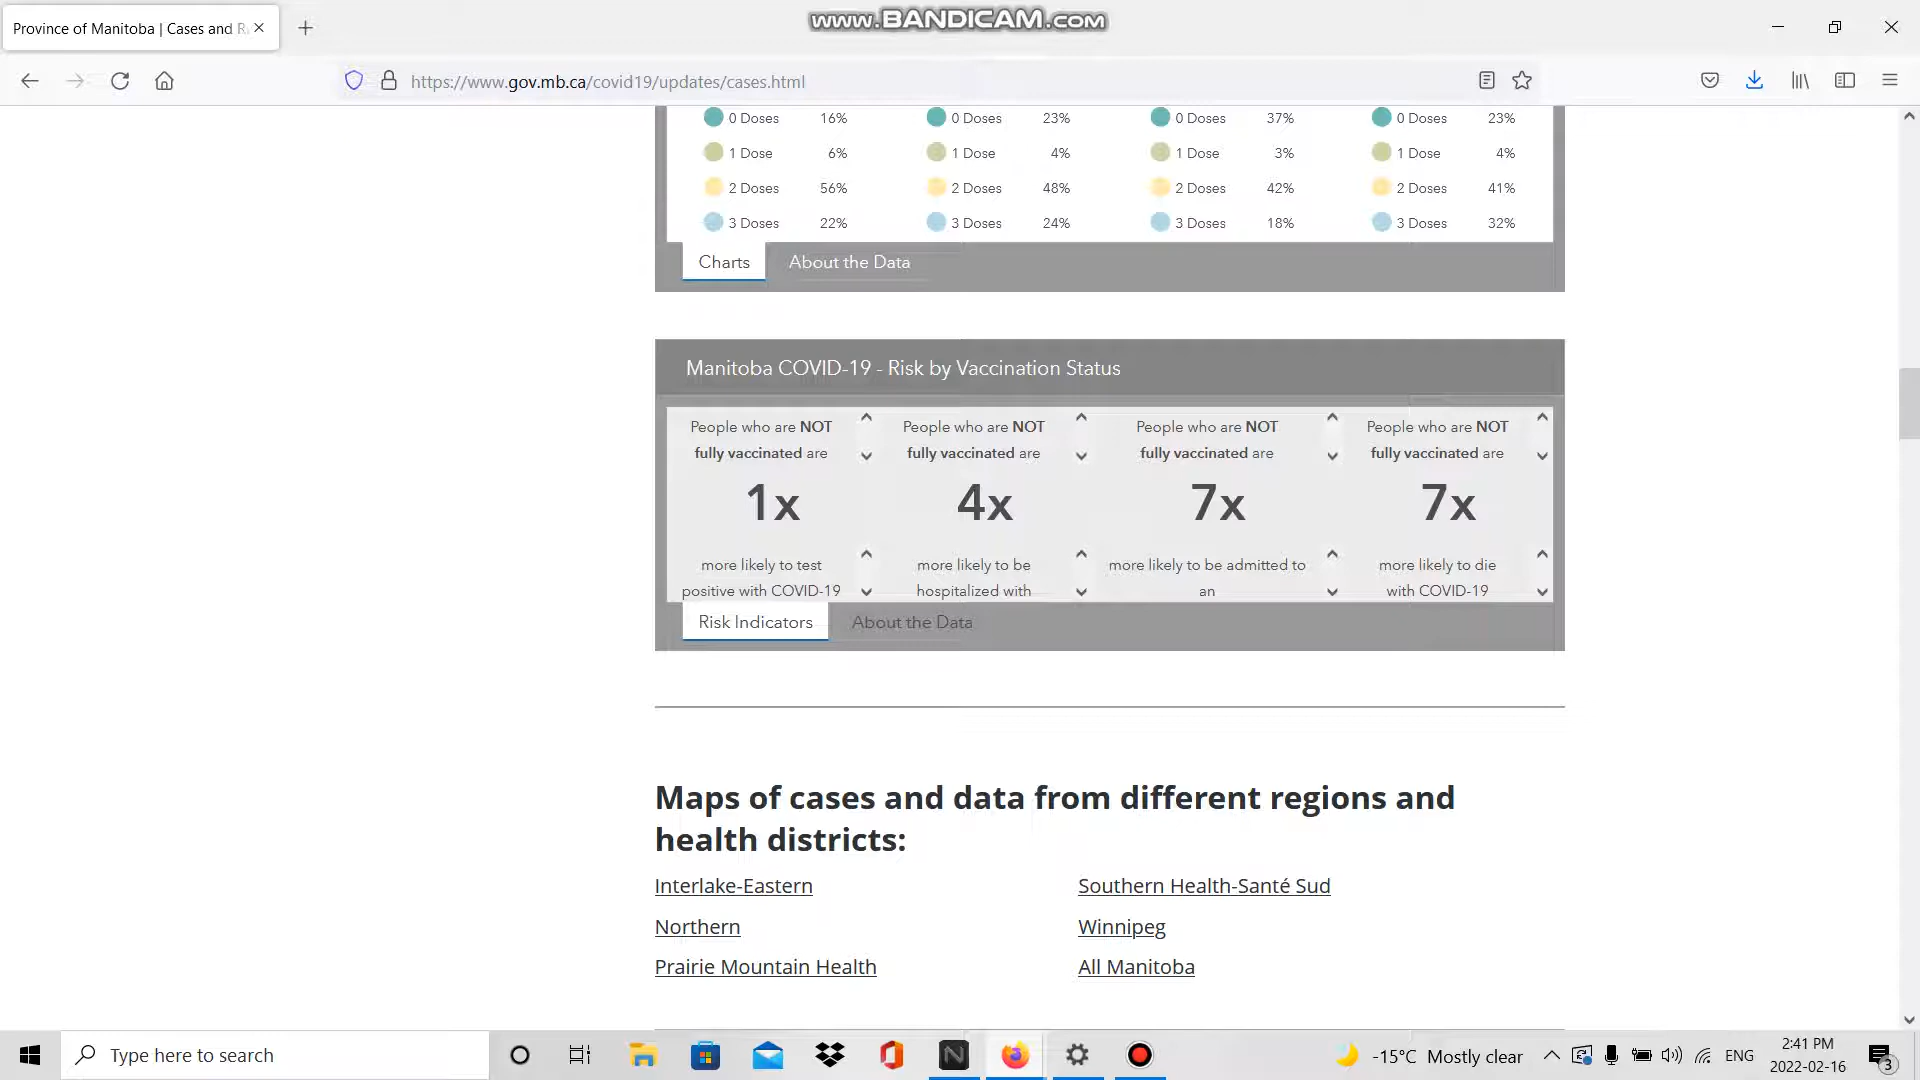 Province of Manitoba | Cases and R
www.BANDICAM.com
https://www.gov.mb.ca/covid19/updates/cases.html
0 Doses 16% 0 Doses 23% 0 Doses 37% 0 Doses 23%
1 Dose 6% 1 Dose 4% 1 Dose 3% 1 Dose 4%
2 Doses 56% 2 Doses 48% 2 Doses 42% 2 Doses 41%
3 Doses 22% 3 Doses 24% 3 Doses 18% 3 Doses 32%
Charts About the Data
Manitoba COVID-19 - Risk by Vaccination Status
People who are NOT People who are NOT People who are NOT People who are NOT
fully vaccinated are fully vaccinated are fully vaccinated are fully vaccinated are
1x 4x 7x 7x
more likely to test more likely to be more likely to be admitted to more likely to die
positive with COVID-19 hospitalized with an with COVID-19
Risk Indicators About the Data
Maps of cases and data from different regions and
health districts:
Interlake-Eastern Southern Health-Santé Sud
Northern Winnipeg
Prairie Mountain Health All Manitoba
Type here to search
-15°C Mostly clear
ENG
2:41 PM
2022-02-16
3